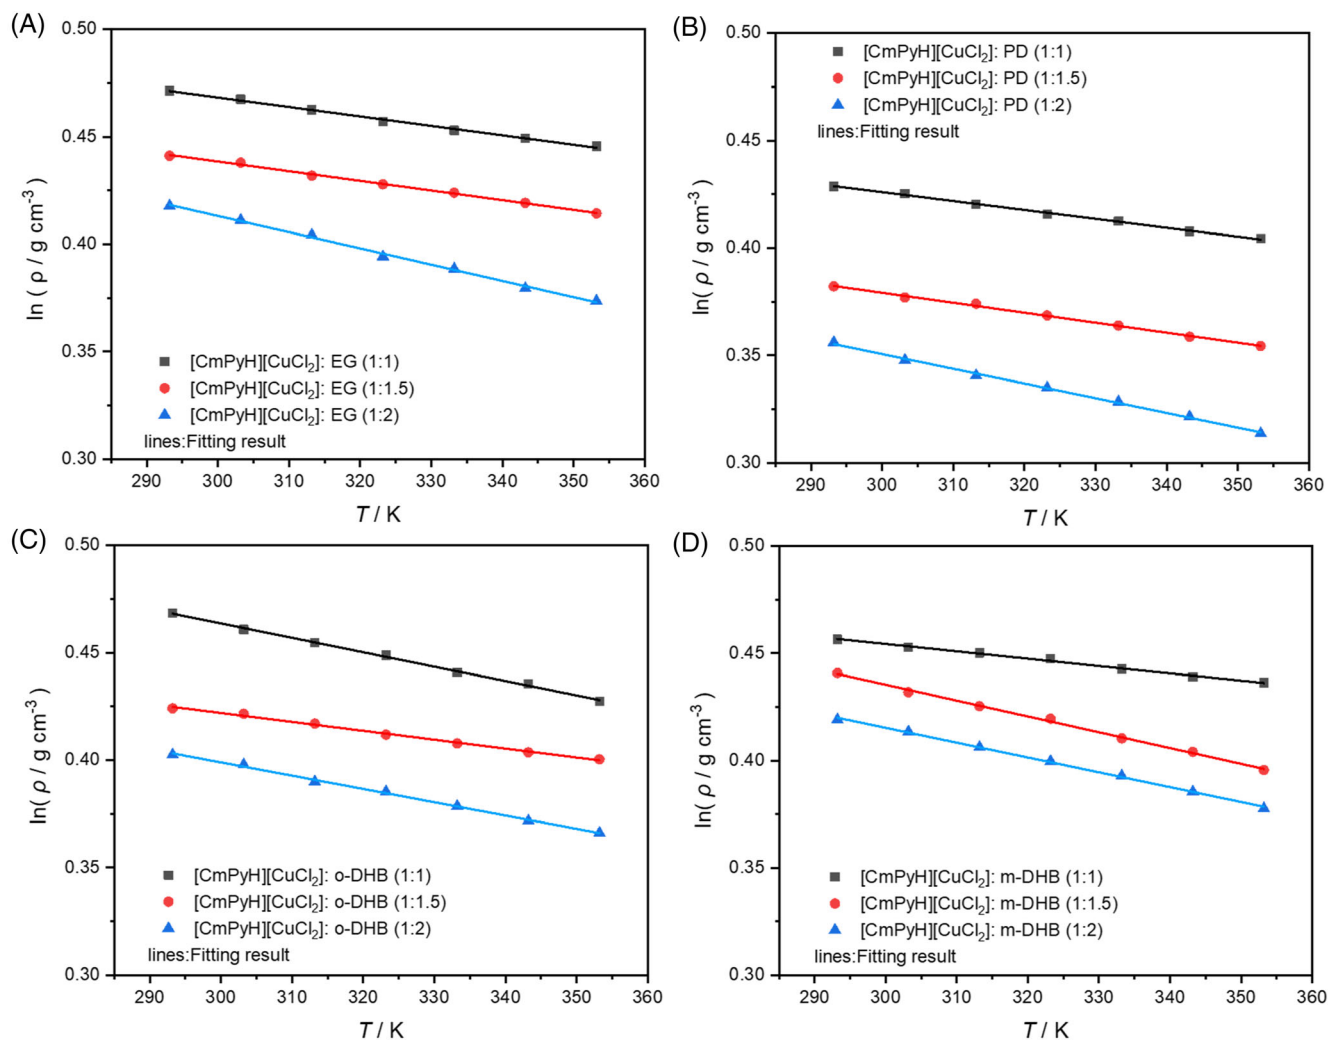 (A)
0.50
0.45
0.40
0.35
0.30
ln ( ρ / g cm⁻³ )
[CmPyH][CuCl₂]: EG (1:1)
[CmPyH][CuCl₂]: EG (1:1.5)
[CmPyH][CuCl₂]: EG (1:2)
lines:Fitting result
290 300 310 320 330 340 350 360
T / K
(B)
0.50
0.45
0.40
0.35
0.30
ln( ρ / g cm⁻³ )
[CmPyH][CuCl₂]: PD (1:1)
[CmPyH][CuCl₂]: PD (1:1.5)
[CmPyH][CuCl₂]: PD (1:2)
lines:Fitting result
290 300 310 320 330 340 350 360
T / K
(C)
0.50
0.45
0.40
0.35
0.30
ln( ρ / g cm⁻³ )
[CmPyH][CuCl₂]: o-DHB (1:1)
[CmPyH][CuCl₂]: o-DHB (1:1.5)
[CmPyH][CuCl₂]: o-DHB (1:2)
lines:Fitting result
290 300 310 320 330 340 350 360
T / K
(D)
0.50
0.45
0.40
0.35
0.30
ln( ρ / g cm⁻³ )
[CmPyH][CuCl₂]: m-DHB (1:1)
[CmPyH][CuCl₂]: m-DHB (1:1.5)
[CmPyH][CuCl₂]: m-DHB (1:2)
lines:Fitting result
290 300 310 320 330 340 350 360
T / K